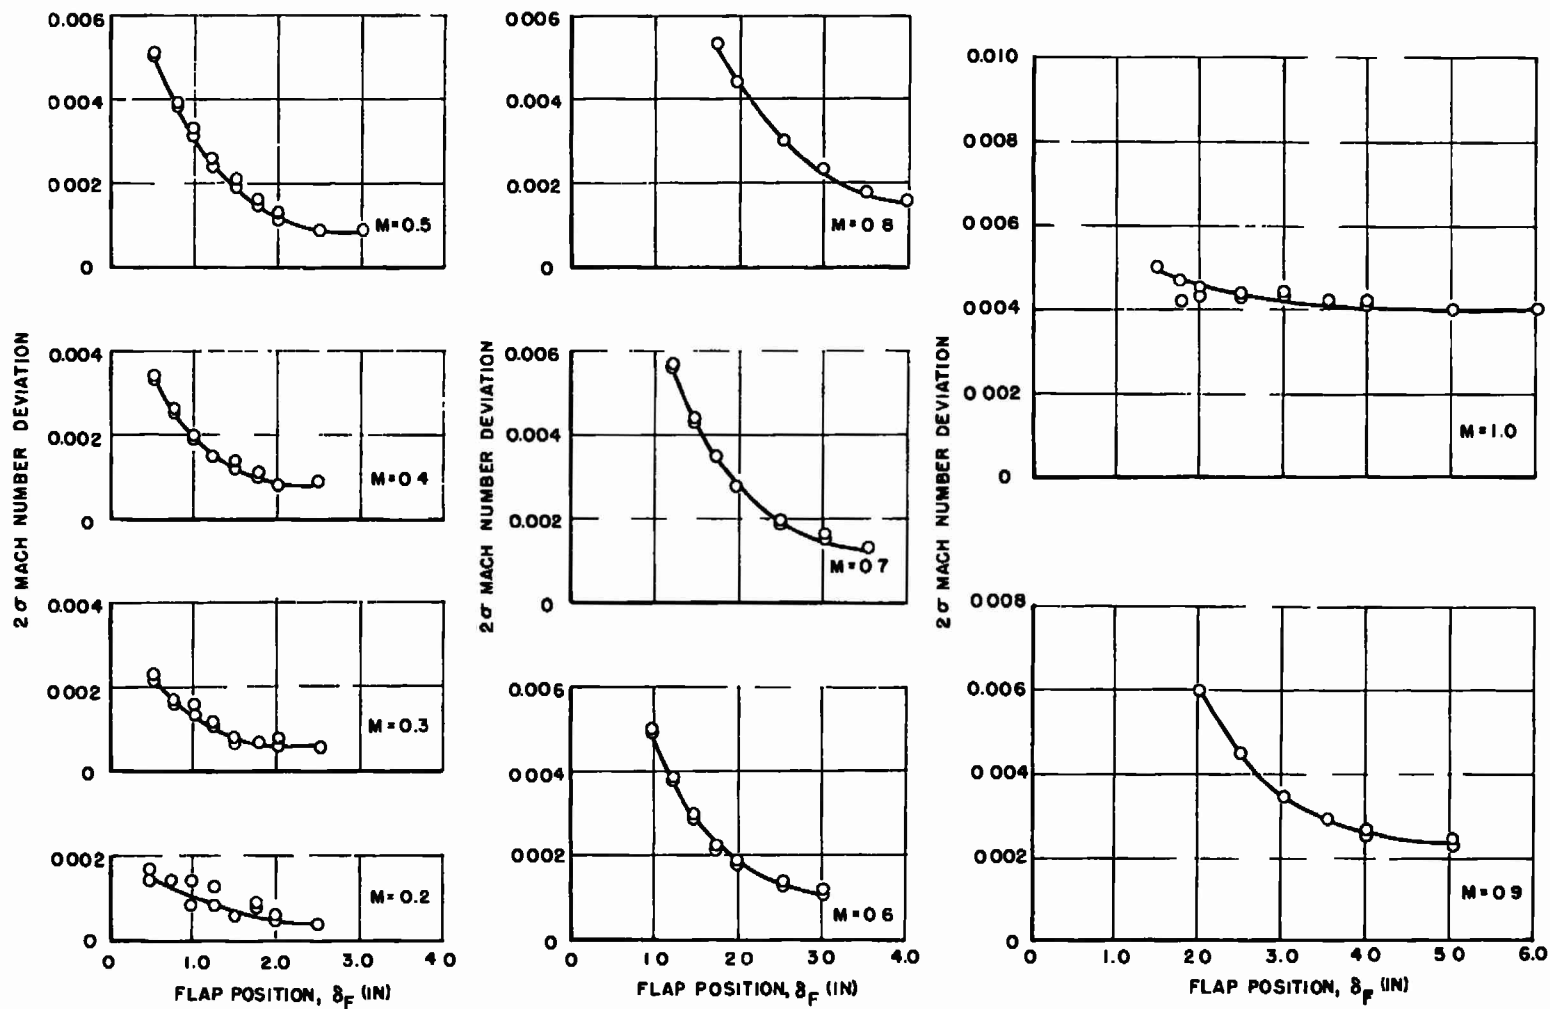 0.006
0.004
0.002
0
M=0.5
0.004
0.002
0
M=0.4
0.004
0.002
0
M=0.3
0.002
0
M=0.2
0 1.0 2.0 3.0 4.0
FLAP POSITION, δF (IN)
2σ MACH NUMBER DEVIATION
0.006
0.004
0.002
0
M=0.8
0.006
0.004
0.002
0
M=0.7
0.006
0.004
0.002
0
M=0.6
0 1.0 2.0 3.0 4.0
FLAP POSITION, δF (IN)
2σ MACH NUMBER DEVIATION
0.010
0.008
0.006
0.004
0.002
0
M=1.0
0.008
0.006
0.004
0.002
0
M=0.9
0 1.0 2.0 3.0 4.0 5.0 6.0
FLAP POSITION, δF (IN)
2σ MACH NUMBER DEVIATION